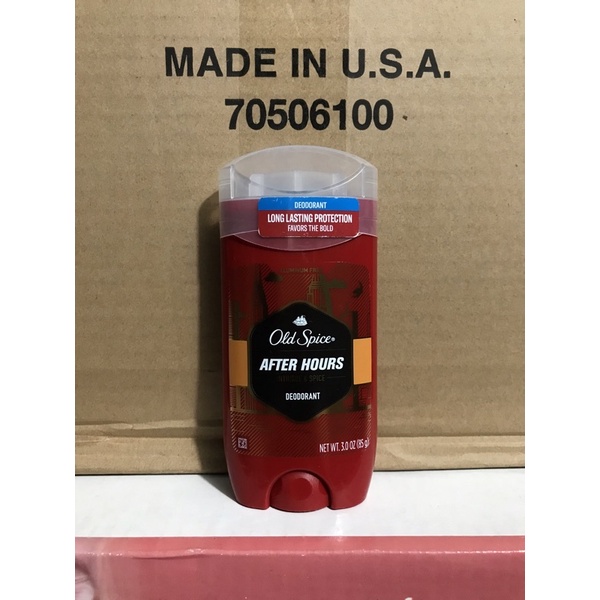 MADE IN U.S.A.
70506100
DEODORANT
LONG LASTING PROTECTION
FAVORS THE BOLD
Old Spice®
AFTER HOURS
DEODORANT
NET WT. 3.0 OZ (85 g)